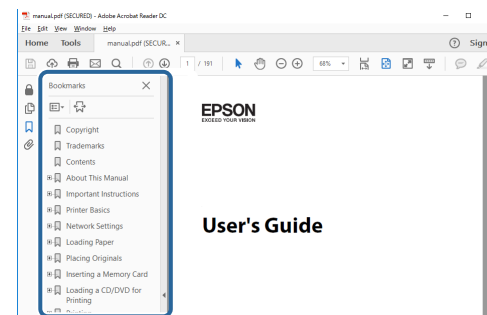 manual.pdf (SECURED) - Adobe Acrobat Reader DC
File Edit View Window Help
Home Tools manual.pdf (SECUR... × ? Sign
1 / 191 68%
Bookmarks
EPSON
EXCEED YOUR VISION
Copyright
Trademarks
Contents
About This Manual
Important Instructions
Printer Basics
Network Settings
User's Guide
Loading Paper
Placing Originals
Inserting a Memory Card
Loading a CD/DVD for
Printing